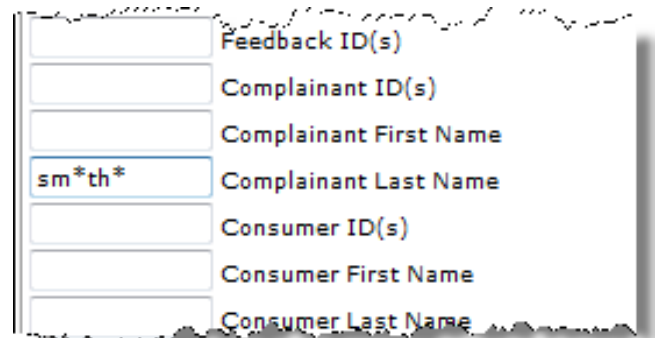 Feedback ID(s)
Complainant ID(s)
Complainant First Name
sm*th* Complainant Last Name
Consumer ID(s)
Consumer First Name
Consumer Last Name